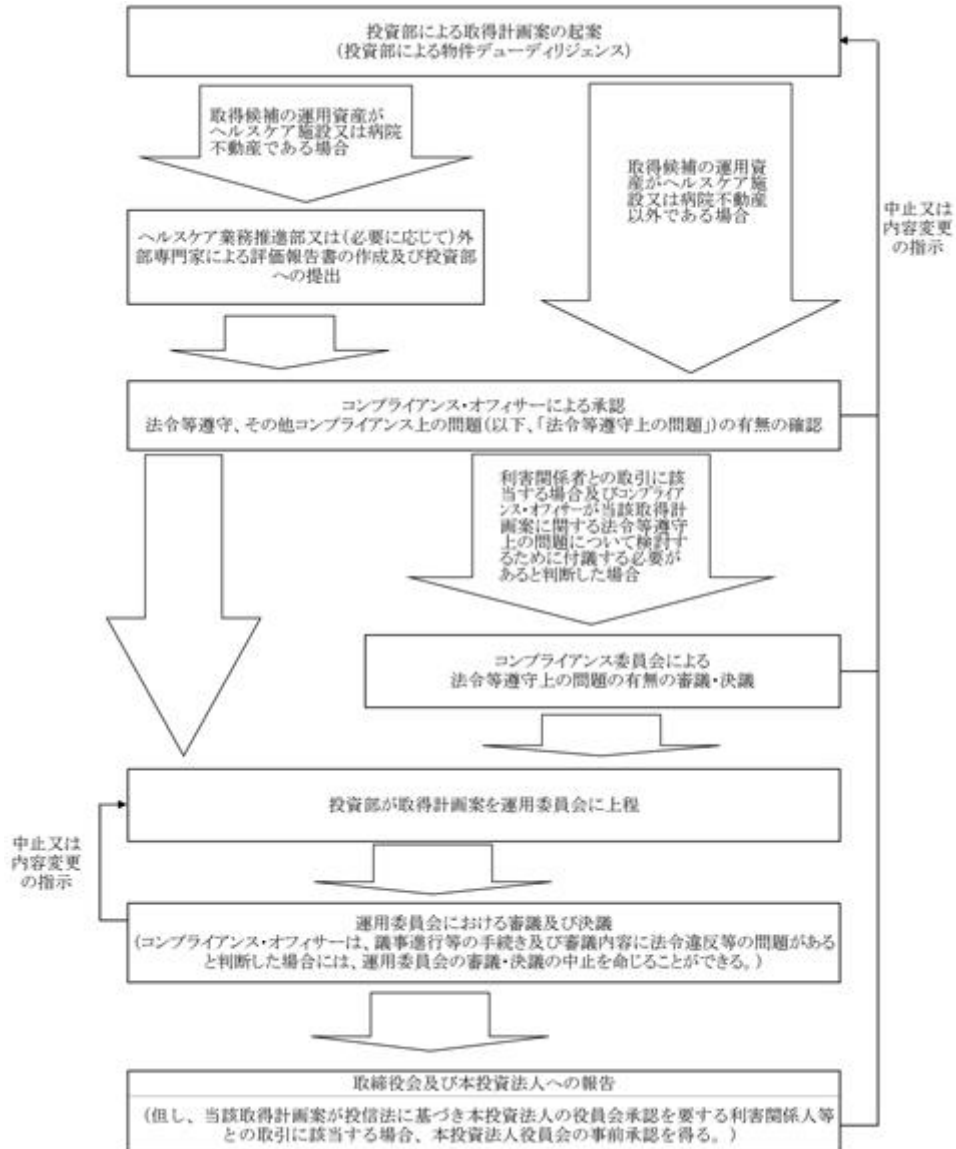 投資部による取得計画案の起案
(投資部による物件デューディリジェンス)
取得候補の運用資産が
ヘルスケア施設又は病院
不動産である場合
取得候補の運用資
産がヘルスケア施
設又は病院不動産
以外である場合
中止又は
内容変更
の指示
ヘルスケア業務推進部又は(必要に応じて)外
部専門家による評価報告書の作成及び投資部
への提出
コンプライアンス・オフィサーによる承認
法令等遵守、その他コンプライアンス上の問題(以下、「法令等遵守上の問題」)の有無の確認
利害関係者との取引に該
当する場合及びコンプライア
ンス・オフィサーが当該取得計
画案に関する法令等遵守
上の問題について検討す
るために付議する必要が
あると判断した場合
コンプライアンス委員会による
法令等遵守上の問題の有無の審議・決議
投資部が取得計画案を運用委員会に上程
中止又は
内容変更
の指示
運用委員会における審議及び決議
(コンプライアンス・オフィサーは、議事進行等の手続き及び審議内容に法令違反等の問題がある
と判断した場合には、運用委員会の審議・決議の中止を命じることができる。)
取締役会及び本投資法人への報告
(但し、当該取得計画案が投信法に基づき本投資法人の役員会承認を要する利害関係人等
との取引に該当する場合、本投資法人役員会の事前承認を得る。)